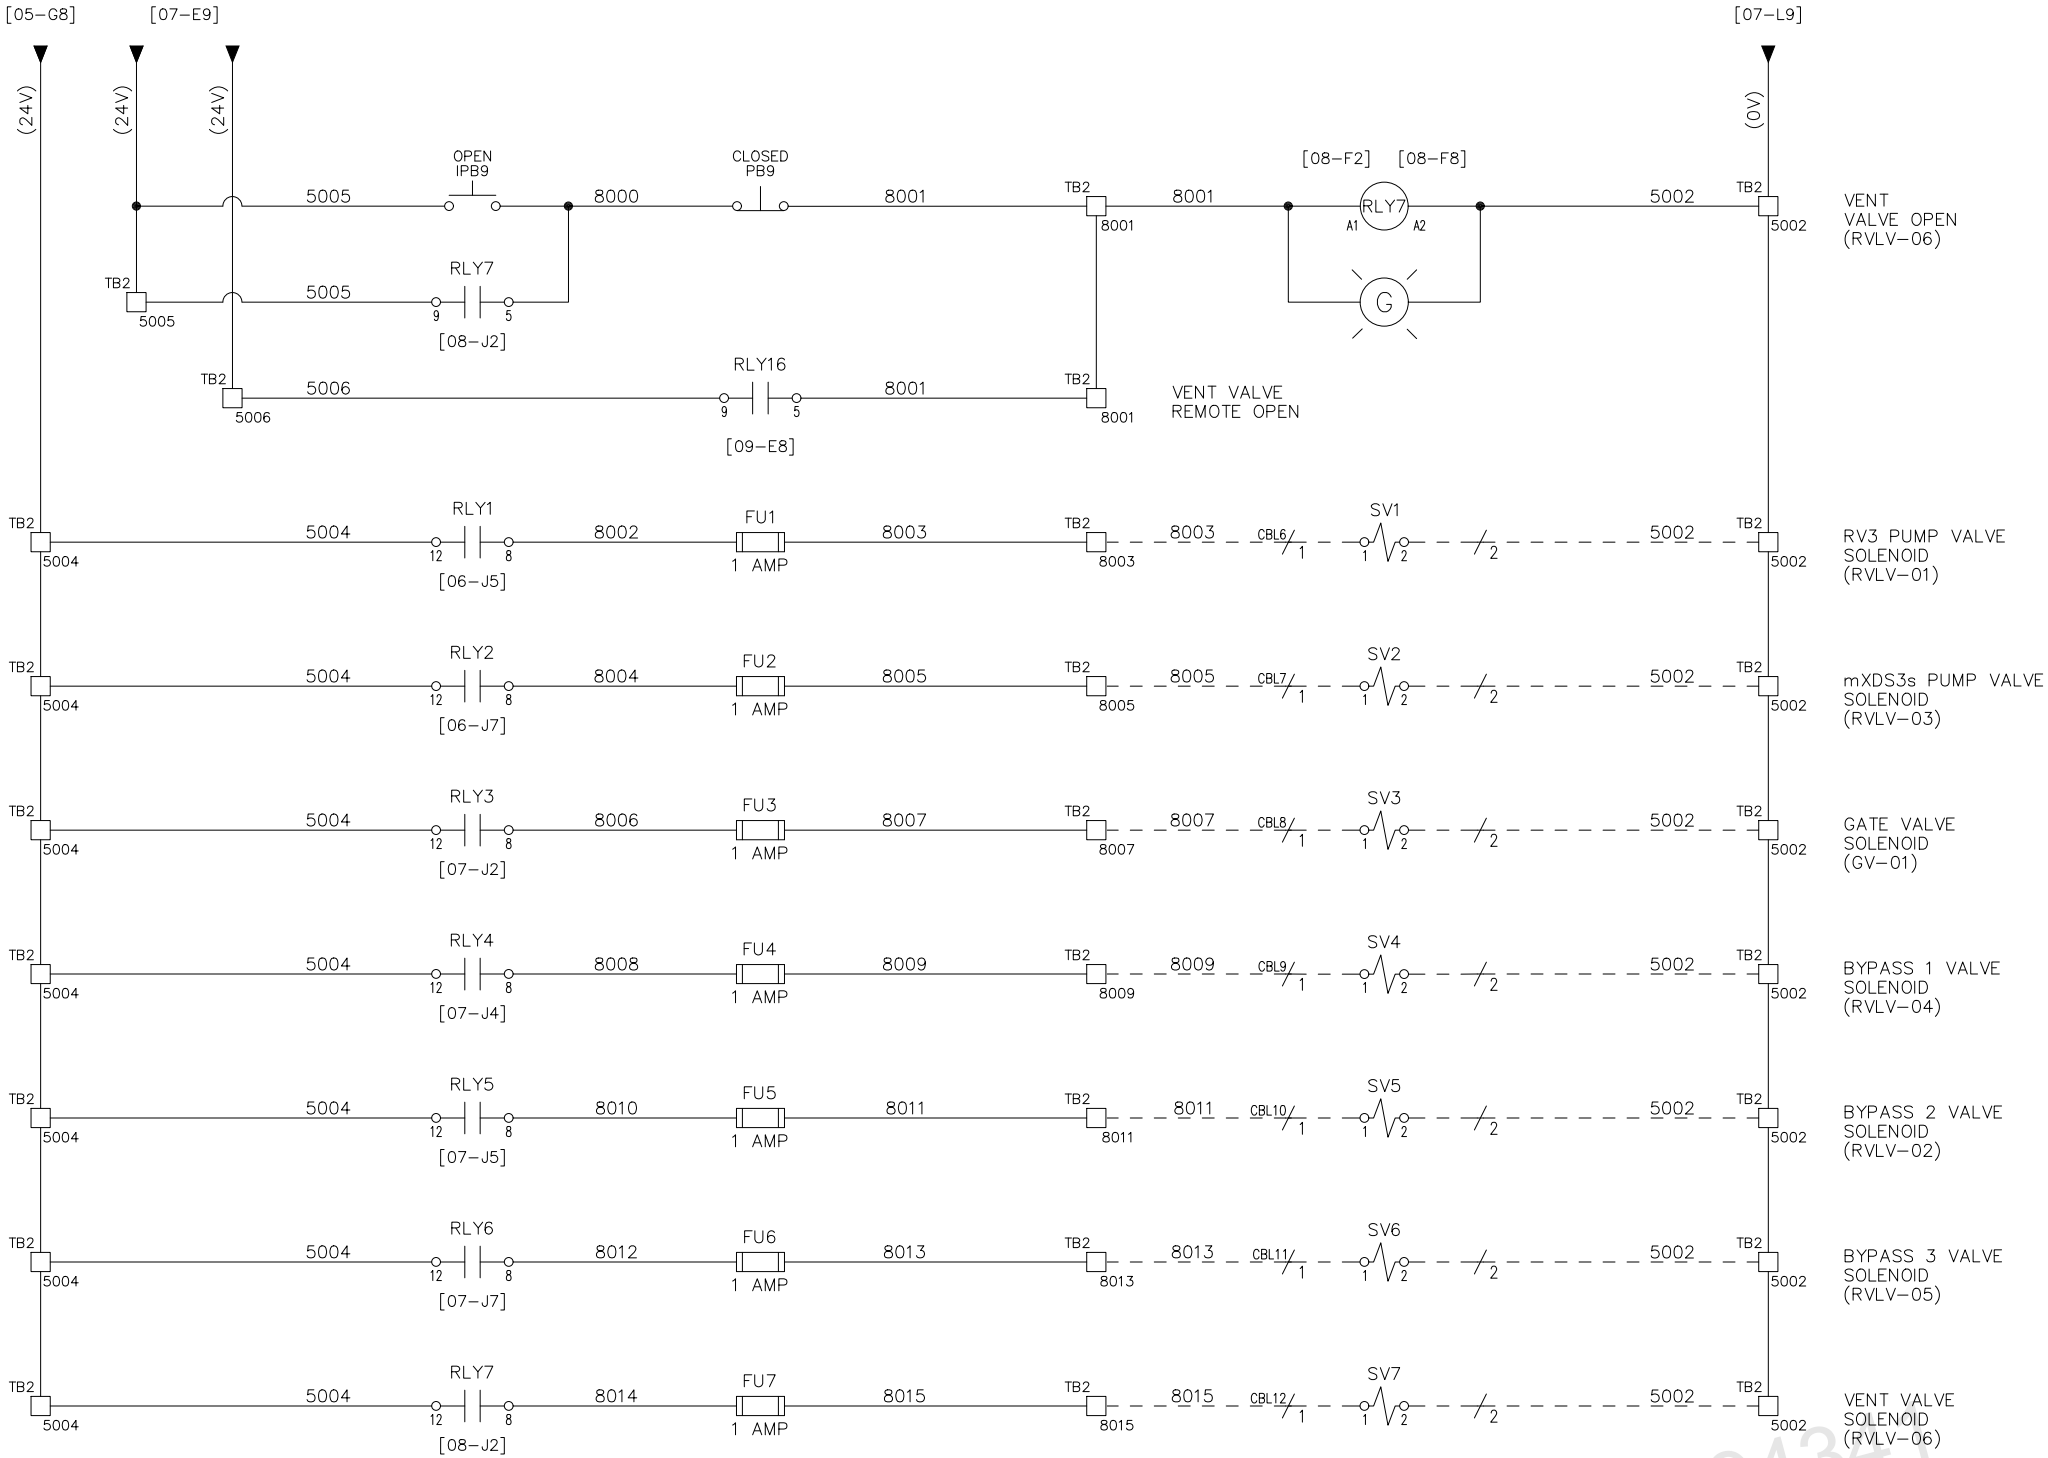 [05-G8]
[07-E9]
[07-L9]
(24V)
(24V)
(24V)
(0V)
OPEN
IPB9
CLOSED
PB9
[08-F2]
[08-F8]
5005
8000
8001
TB2
8001
8001
RLY7
A1
A2
5002
TB2
5002
VENT
VALVE OPEN
(RVLV-06)
TB2
5005
5005
RLY7
9
5
[08-J2]
G
TB2
5006
5006
RLY16
9
5
[09-E8]
8001
TB2
8001
VENT VALVE
REMOTE OPEN
TB2
5004
5004
RLY1
12
8
[06-J5]
8002
FU1
1 AMP
8003
TB2
8003
8003
CBL6
1
SV1
1
2
2
5002
TB2
5002
RV3 PUMP VALVE
SOLENOID
(RVLV-01)
TB2
5004
5004
RLY2
12
8
[06-J7]
8004
FU2
1 AMP
8005
TB2
8005
8005
CBL7
1
SV2
1
2
2
5002
TB2
5002
mXDS3s PUMP VALVE
SOLENOID
(RVLV-03)
TB2
5004
5004
RLY3
12
8
[07-J2]
8006
FU3
1 AMP
8007
TB2
8007
8007
CBL8
1
SV3
1
2
2
5002
TB2
5002
GATE VALVE
SOLENOID
(GV-01)
TB2
5004
5004
RLY4
12
8
[07-J4]
8008
FU4
1 AMP
8009
TB2
8009
8009
CBL9
1
SV4
1
2
2
5002
TB2
5002
BYPASS 1 VALVE
SOLENOID
(RVLV-04)
TB2
5004
5004
RLY5
12
8
[07-J5]
8010
FU5
1 AMP
8011
TB2
8011
8011
CBL10
1
SV5
1
2
2
5002
TB2
5002
BYPASS 2 VALVE
SOLENOID
(RVLV-02)
TB2
5004
5004
RLY6
12
8
[07-J7]
8012
FU6
1 AMP
8013
TB2
8013
8013
CBL11
1
SV6
1
2
2
5002
TB2
5002
BYPASS 3 VALVE
SOLENOID
(RVLV-05)
TB2
5004
5004
RLY7
12
8
[08-J2]
8014
FU7
1 AMP
8015
TB2
8015
8015
CBL12
1
SV7
1
2
2
5002
TB2
5002
VENT VALVE
SOLENOID
(RVLV-06)